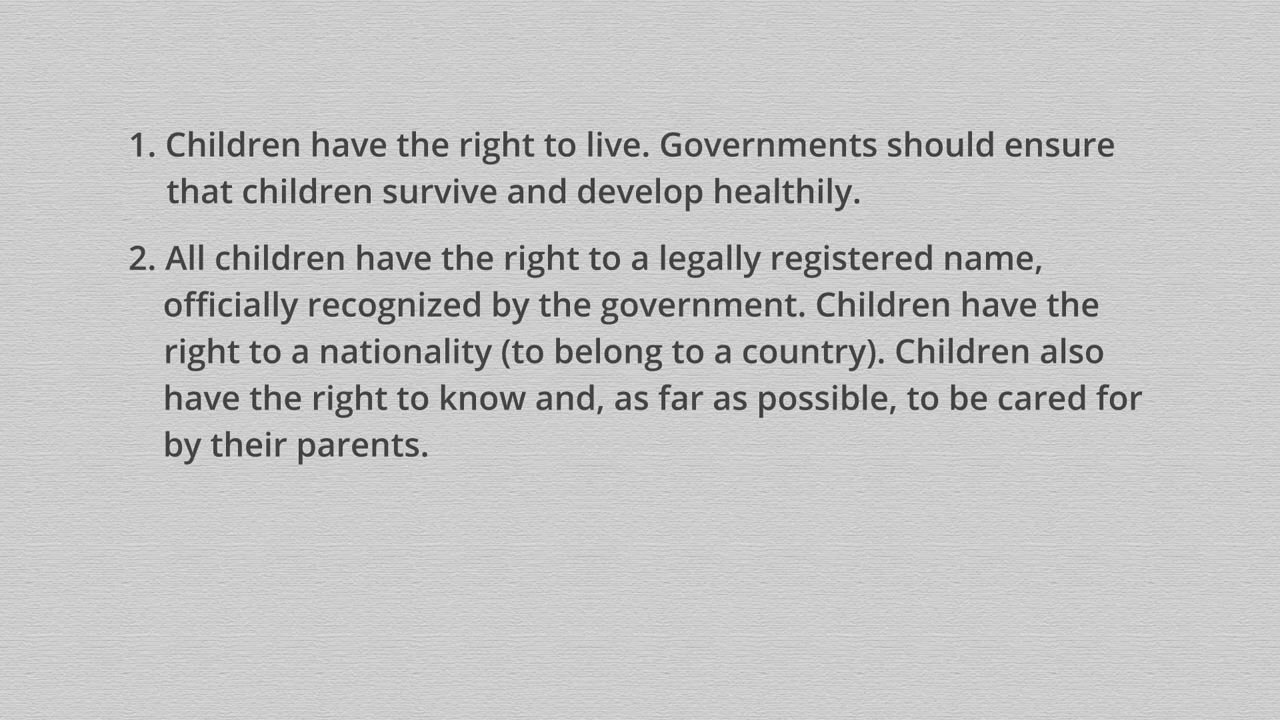 1. Children have the right to live. Governments should ensure
that children survive and develop healthily.
2. All children have the right to a legally registered name,
officially recognized by the government. Children have the
right to a nationality (to belong to a country). Children also
have the right to know and, as far as possible, to be cared for
by their parents.